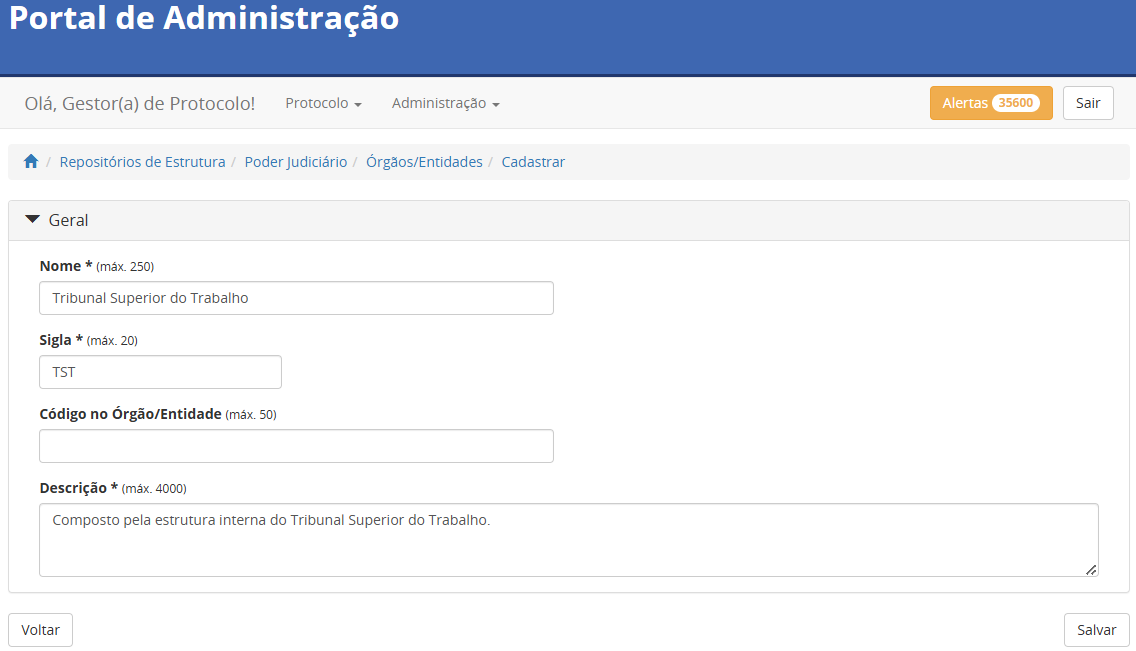 Portal de Administração
Olá, Gestor(a) de Protocolo! Protocolo Administração Alertas 35600 Sair
/ Repositórios de Estrutura / Poder Judiciário / Órgãos/Entidades / Cadastrar
Geral
Nome * (máx. 250)
Tribunal Superior do Trabalho
Sigla * (máx. 20)
TST
Código no Órgão/Entidade (máx. 50)
Descrição * (máx. 4000)
Composto pela estrutura interna do Tribunal Superior do Trabalho.
Voltar Salvar